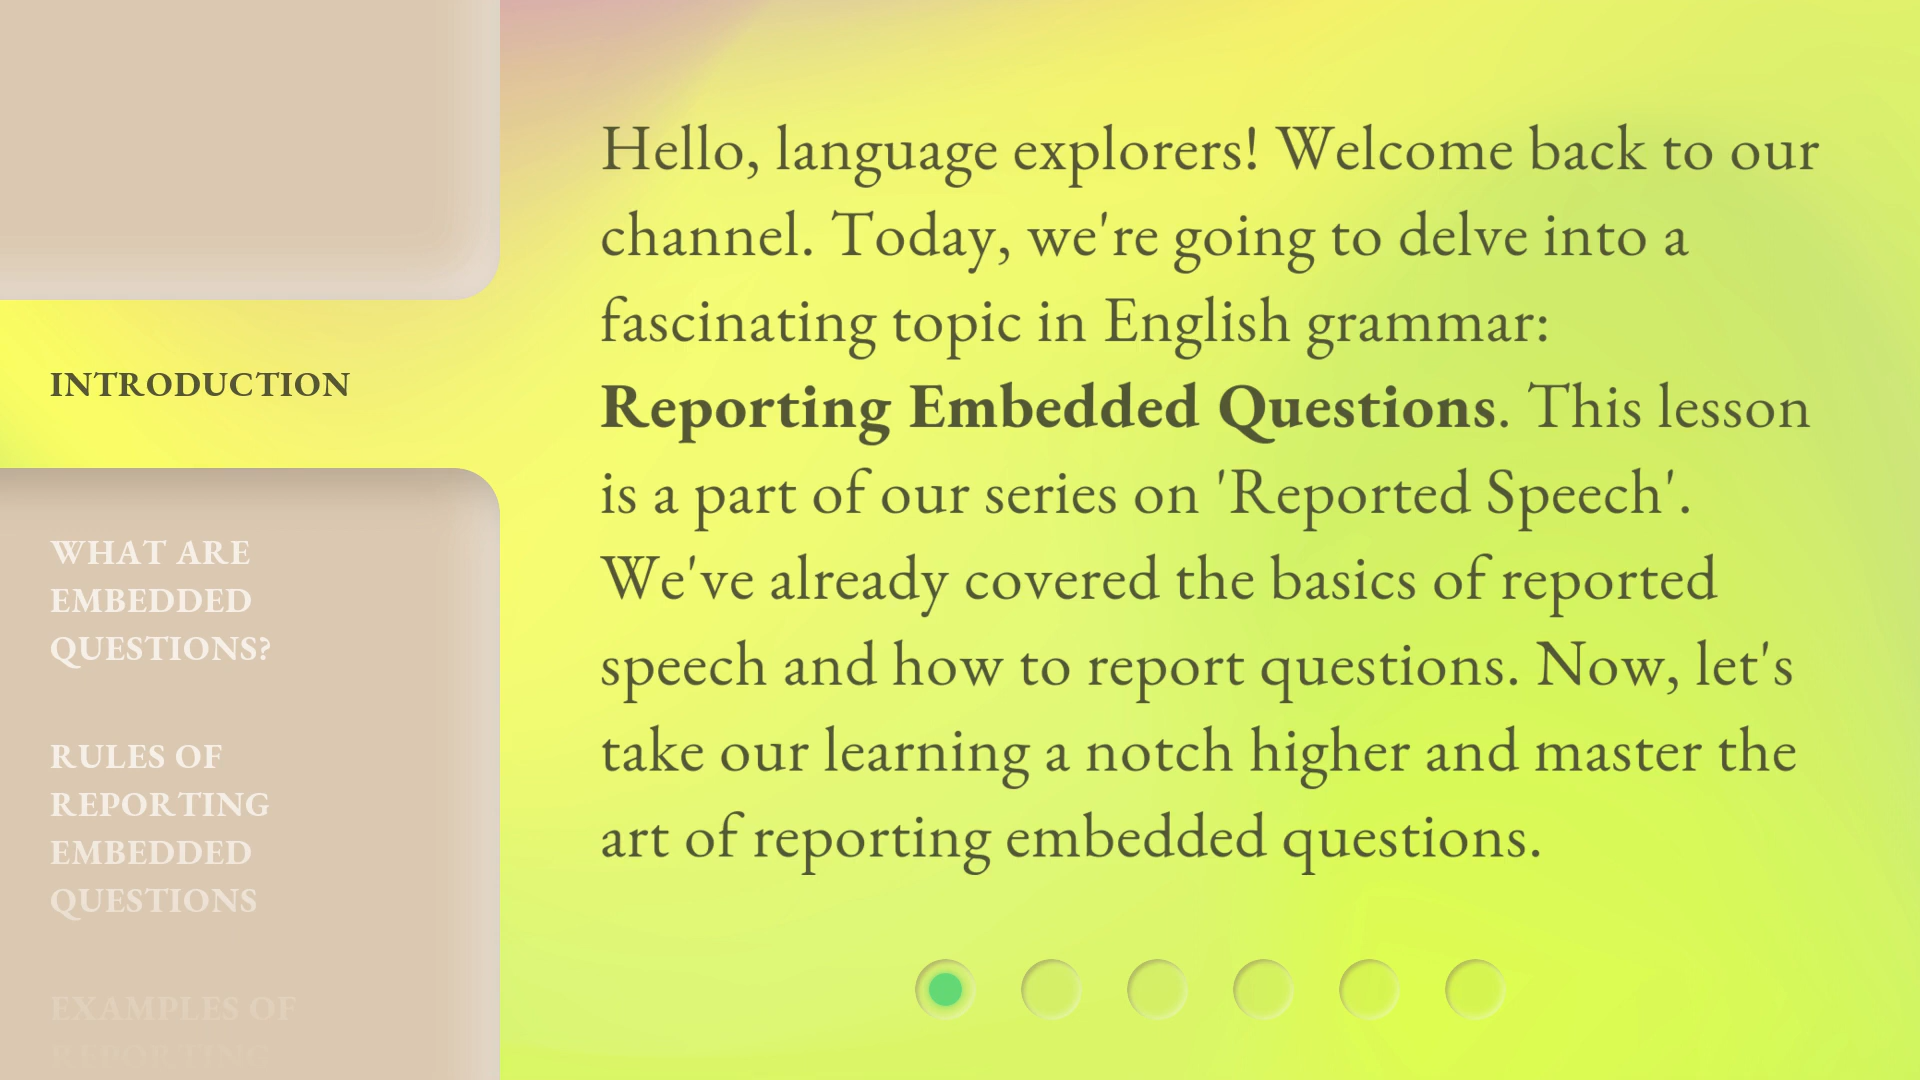 INTRODUCTION
WHAT ARE
EMBEDDED
QUESTIONS?
RULES OF
REPORTING
EMBEDDED
QUESTIONS
EXAMPLES OF
REPORTING
Hello, language explorers! Welcome back to our
channel. Today, we're going to delve into a
fascinating topic in English grammar:
Reporting Embedded Questions. This lesson
is a part of our series on 'Reported Speech'.
We've already covered the basics of reported
speech and how to report questions. Now, let's
take our learning a notch higher and master the
art of reporting embedded questions.